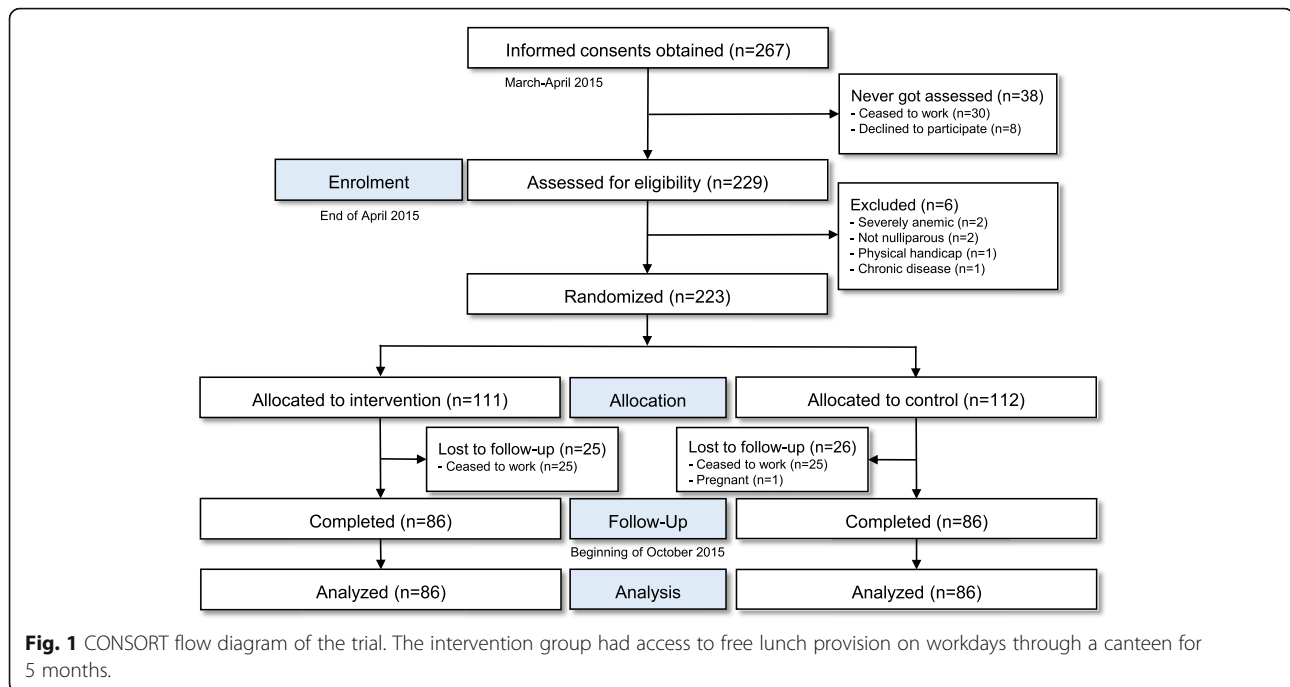 Informed consents obtained (n=267)
March-April 2015
Never got assessed (n=38)
- Ceased to work (n=30)
- Declined to participate (n=8)
Enrolment
Assessed for eligibility (n=229)
End of April 2015
Excluded (n=6)
- Severely anemic (n=2)
- Not nulliparous (n=2)
- Physical handicap (n=1)
- Chronic disease (n=1)
Randomized (n=223)
Allocated to intervention (n=111)
Allocation
Allocated to control (n=112)
Lost to follow-up (n=25)
- Ceased to work (n=25)
Lost to follow-up (n=26)
- Ceased to work (n=25)
- Pregnant (n=1)
Completed (n=86)
Follow-Up
Completed (n=86)
Beginning of October 2015
Analyzed (n=86)
Analysis
Analyzed (n=86)
Fig. 1 CONSORT flow diagram of the trial. The intervention group had access to free lunch provision on workdays through a canteen for
5 months.